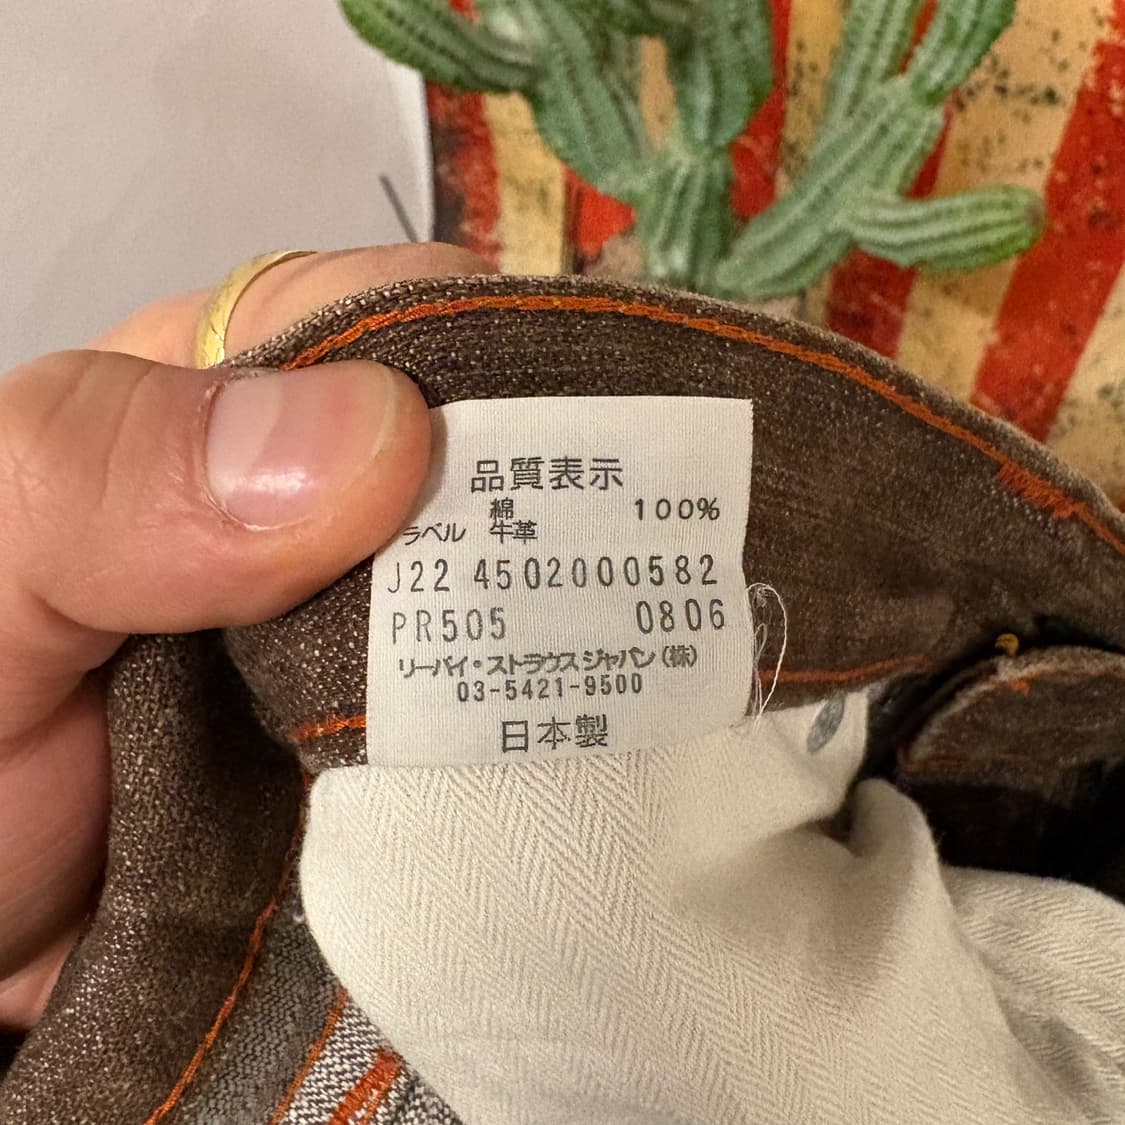 品質表示
綿 100%
ラベル 牛革
J22 4502000582
PR505 0806
リーバイ・ストラウスジャパン(株)
03-5421-9500
日本製